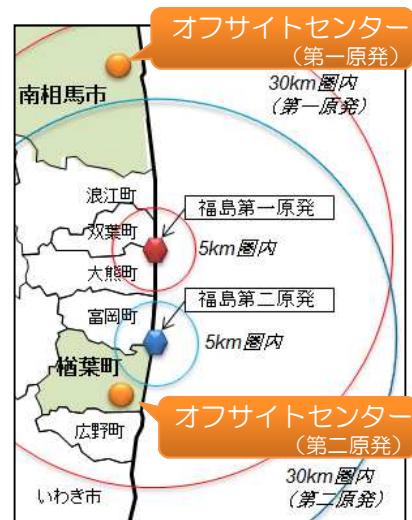 オフサイトセンター
（第一原発）
30km圏内
（第一原発）
南相馬市
浪江町
福島第一原発
双葉町
5km圏内
大熊町
福島第二原発
富岡町
5km圏内
楢葉町
オフサイトセンター
（第二原発）
広野町
30km圏内
（第二原発）
いわき市